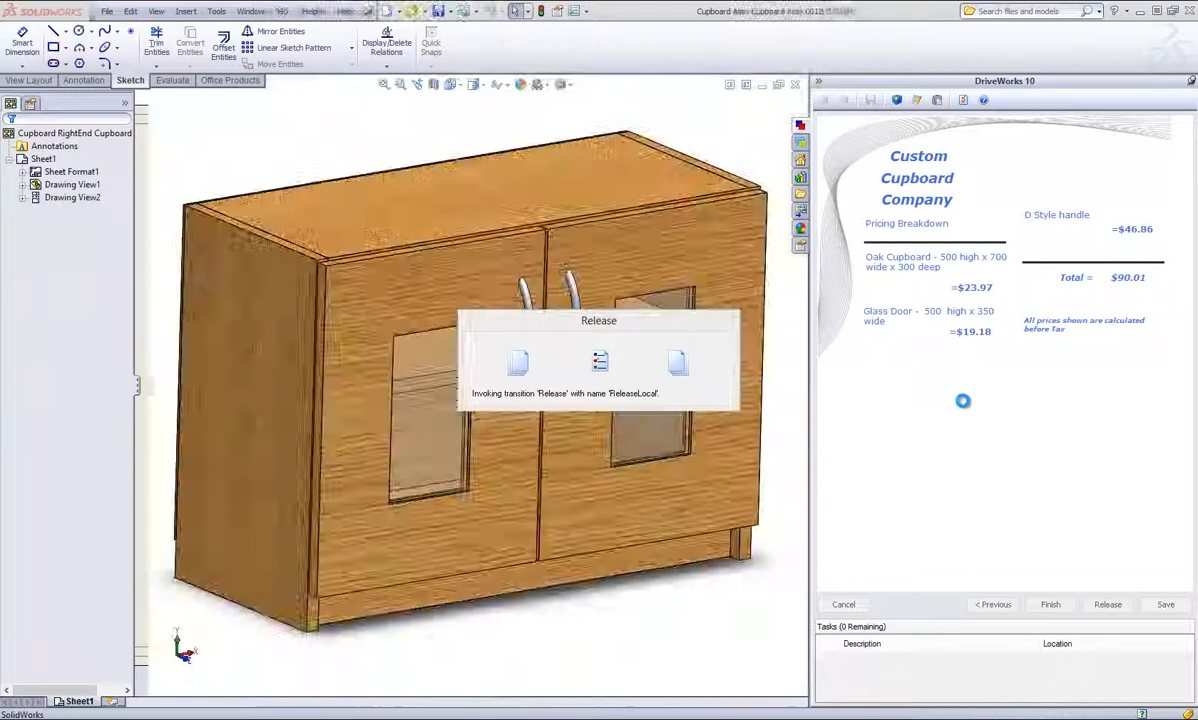 SOLIDWORKS File Edit View Insert Tools Window Help
Search files and models
Smart Dimension
Trim Entities
Convert Entities
Offset Entities
Mirror Entities
Linear Sketch Pattern
Move Entities
Display/Delete Relations
Quick Snaps
View Layout Annotation Sketch Evaluate Office Products
DriveWorks 10
Cupboard RightEnd Cupboard
Annotations
Sheet1
Sheet Format1
Drawing View1
Drawing View2
Custom
Cupboard
Company
Pricing Breakdown
Oak Cupboard - 500 high x 700
wide x 300 deep
=$23.97
Glass Door - 500 high x 350
wide
=$19.18
D Style handle
=$46.86
Total = $90.01
All prices shown are calculated
before Tax
Release
Invoking transition 'Release' with name 'ReleaseLocal'.
Cancel < Previous Finish Release Save
Tasks (0 Remaining)
Description Location
Sheet1
SolidWorks